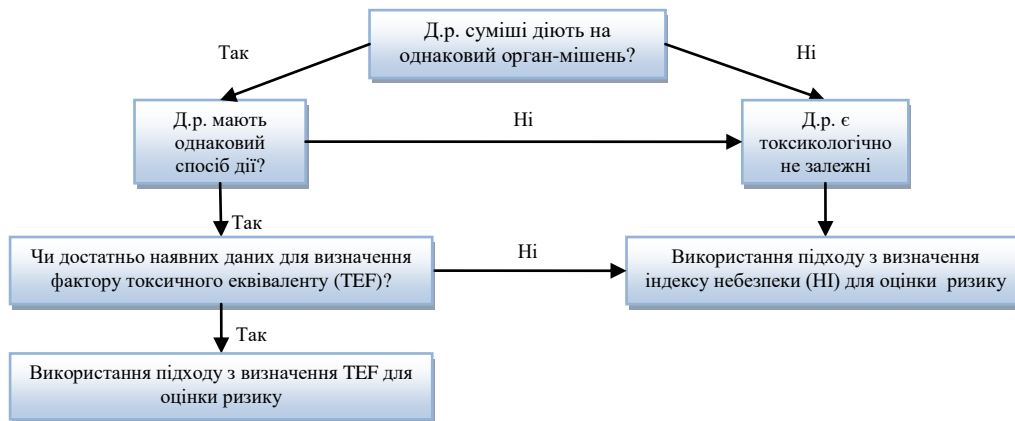 Д.р. суміші діють на
однаковий орган-мішень?
Так
Ні
Д.р. мають
однаковий
спосіб дії?
Ні
Д.р. є
токсикологічно
не залежні
Так
Чи достатньо наявних даних для визначення
фактору токсичного еквіваленту (TEF)?
Ні
Використання підходу з визначення
індексу небезпеки (HI) для оцінки ризику
Так
Використання підходу з визначення TEF для
оцінки ризику